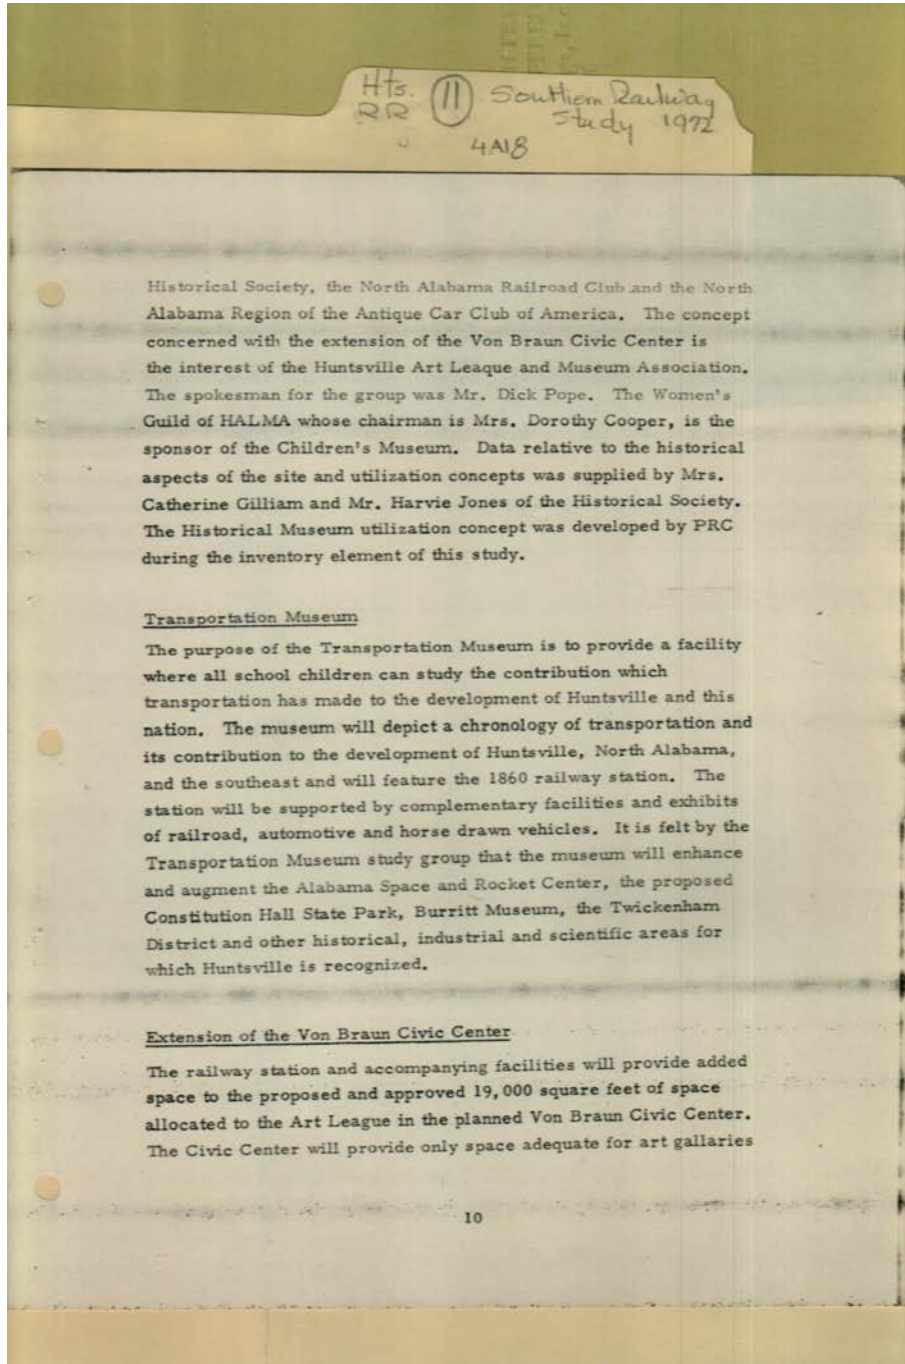 Hts. (11) Southern Railway
RR Study 1972
4A18
Historical Society, the North Alabama Railroad Club and the North
Alabama Region of the Antique Car Club of America. The concept
concerned with the extension of the Von Braun Civic Center is
the interest of the Huntsville Art Leaque and Museum Association.
The spokesman for the group was Mr. Dick Pope. The Women's
Guild of HALMA whose chairman is Mrs. Dorothy Cooper, is the
sponsor of the Children's Museum. Data relative to the historical
aspects of the site and utilization concepts was supplied by Mrs.
Catherine Gilliam and Mr. Harvie Jones of the Historical Society.
The Historical Museum utilization concept was developed by PRC
during the inventory element of this study.
Transportation Museum
The purpose of the Transportation Museum is to provide a facility
where all school children can study the contribution which
transportation has made to the development of Huntsville and this
nation. The museum will depict a chronology of transportation and
its contribution to the development of Huntsville, North Alabama,
and the southeast and will feature the 1860 railway station. The
station will be supported by complementary facilities and exhibits
of railroad, automotive and horse drawn vehicles. It is felt by the
Transportation Museum study group that the museum will enhance
and augment the Alabama Space and Rocket Center, the proposed
Constitution Hall State Park, Burritt Museum, the Twickenham
District and other historical, industrial and scientific areas for
which Huntsville is recognized.
Extension of the Von Braun Civic Center
The railway station and accompanying facilities will provide added
space to the proposed and approved 19,000 square feet of space
allocated to the Art League in the planned Von Braun Civic Center.
The Civic Center will provide only space adequate for art gallaries
10